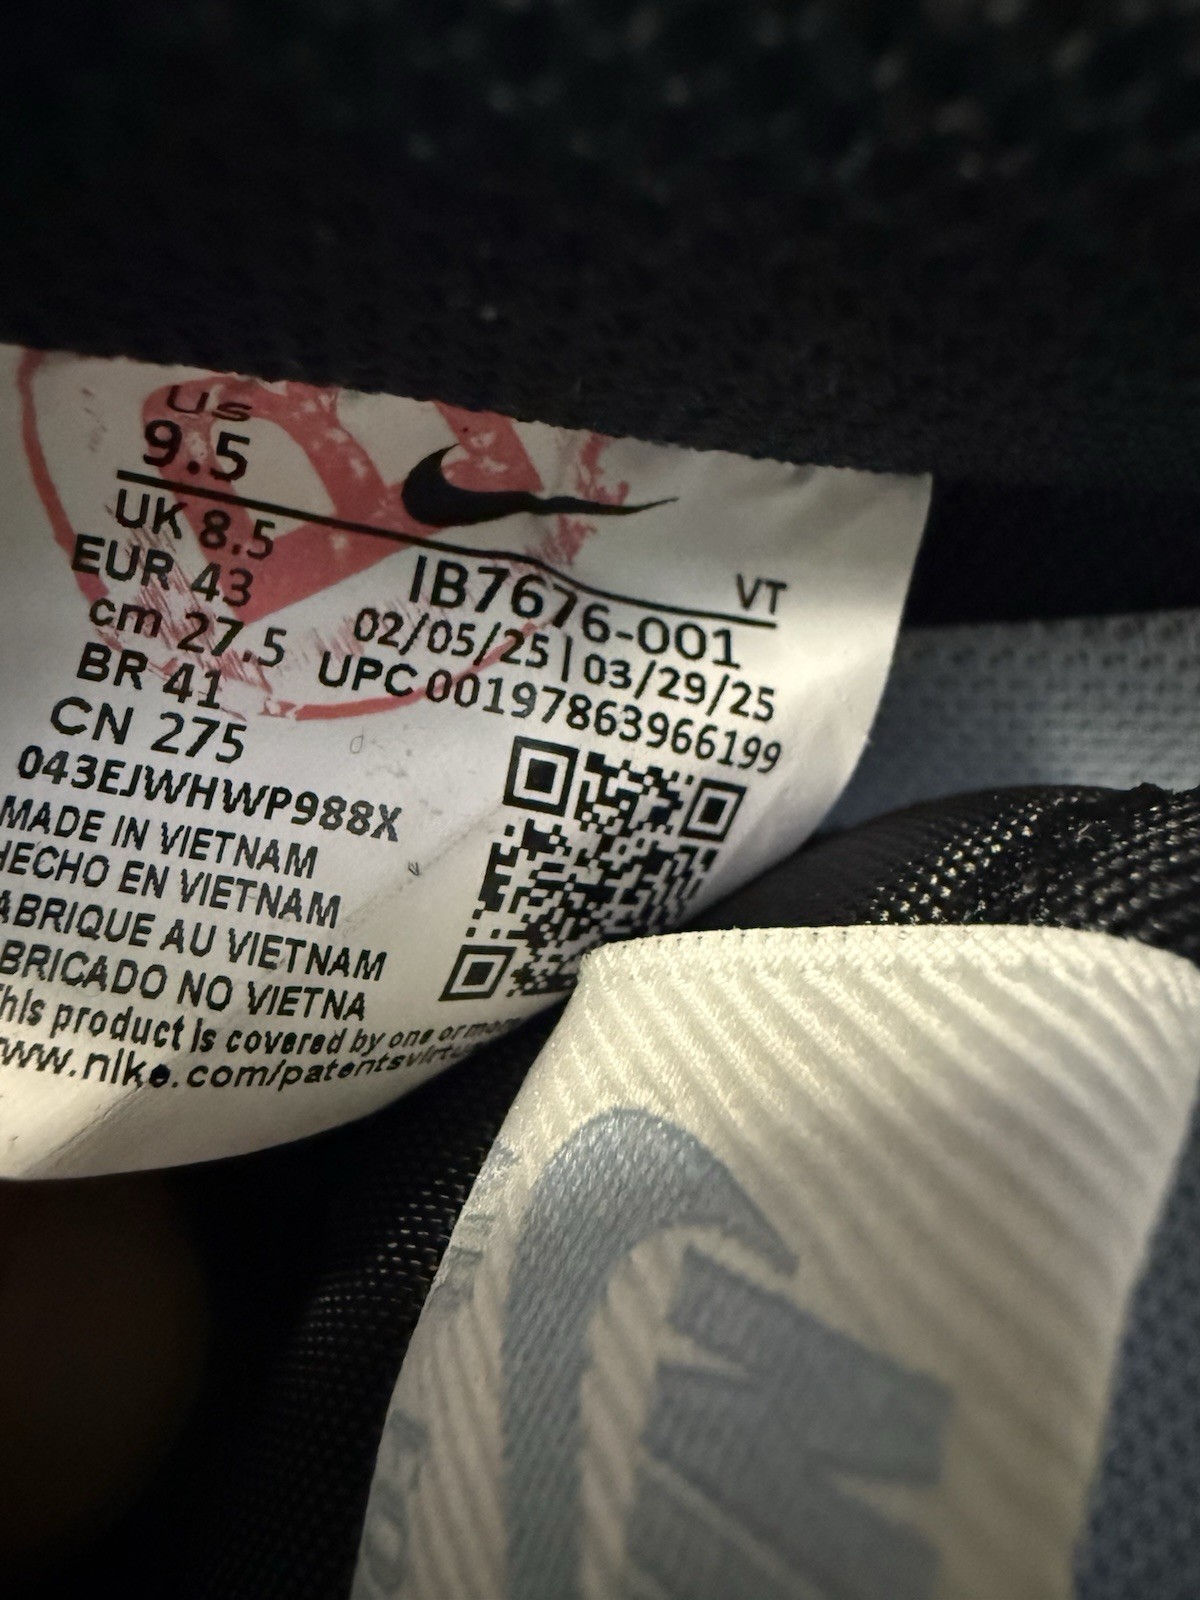 US
9.5
UK 8.5
EUR 43
cm 27.5
BR 41
CN 275
VT
IB7676-001
02/05/25 | 03/29/25
UPC 00197863966199
043EJWHWP988X
MADE IN VIETNAM
HECHO EN VIETNAM
ABRIQUE AU VIETNAM
BRICADO NO VIETNA
This product is covered by one or more
www.nike.com/patents